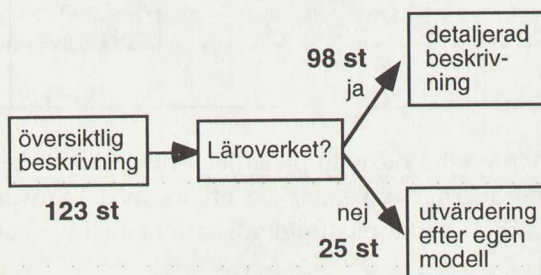 översiktlig
beskrivning
123 st
Läroverket?
98 st
ja
detaljerad
beskriv-
ning
nej
25 st
utvärdering
efter egen
modell